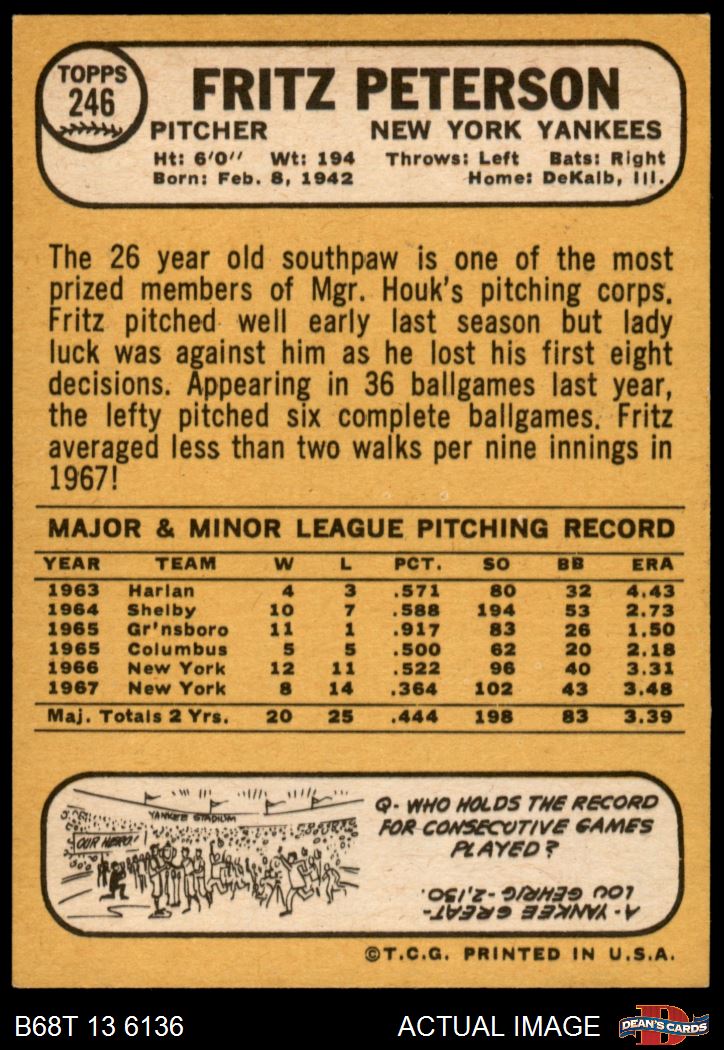 TOPPS
246
FRITZ PETERSON
PITCHER NEW YORK YANKEES
Ht: 6'0'' Wt: 194 Throws: Left Bats: Right
Born: Feb. 8, 1942 Home: DeKalb, Ill.
The 26 year old southpaw is one of the most
prized members of Mgr. Houk's pitching corps.
Fritz pitched well early last season but lady
luck was against him as he lost his first eight
decisions. Appearing in 36 ballgames last year,
the lefty pitched six complete ballgames. Fritz
averaged less than two walks per nine innings in
1967!
MAJOR & MINOR LEAGUE PITCHING RECORD
YEAR TEAM W L PCT. SO BB ERA
1963 Harlan 4 3 .571 80 32 4.43
1964 Shelby 10 7 .588 194 53 2.73
1965 Gr'nsboro 11 1 .917 83 26 1.50
1965 Columbus 5 5 .500 62 20 2.18
1966 New York 12 11 .522 96 40 3.31
1967 New York 8 14 .364 102 43 3.48
Maj. Totals 2 Yrs. 20 25 .444 198 83 3.39
YANKEE STADIUM
OUR HERO!
Q- WHO HOLDS THE RECORD
FOR CONSECUTIVE GAMES
PLAYED?
A- YANKEE GREAT-
LOU GEHRIG-2,130.
©T.C.G. PRINTED IN U.S.A.
B68T 13 6136 ACTUAL IMAGE
D
DEAN'S CARDS